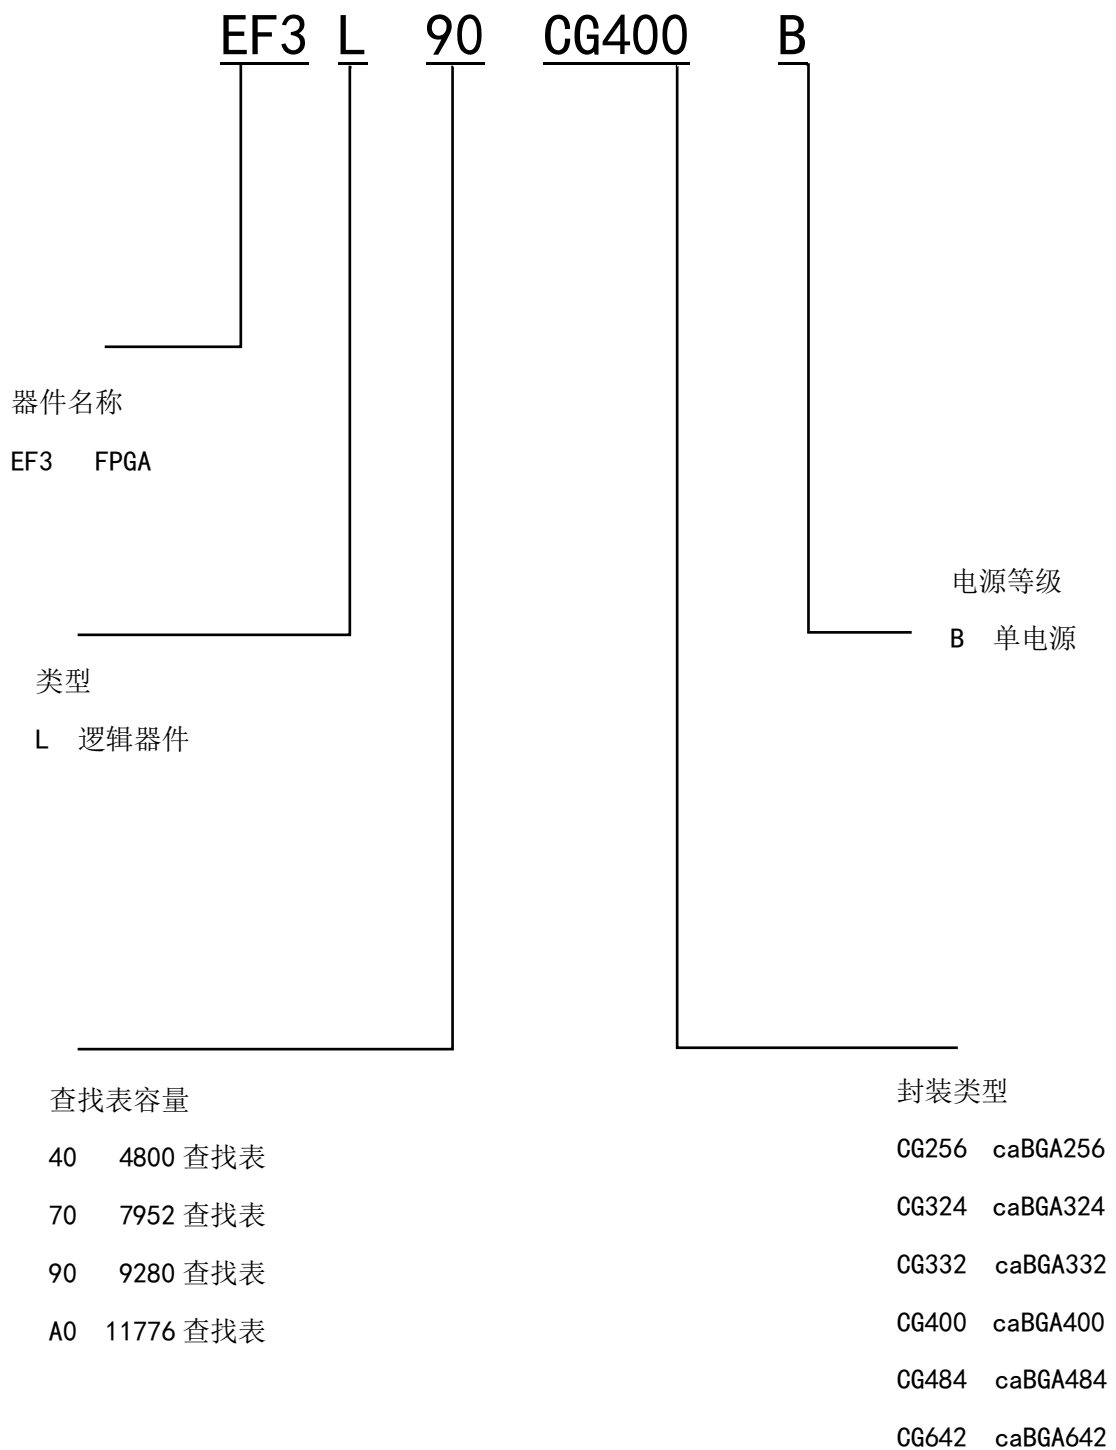 EF3 L 90 CG400 B
器件名称
EF3 FPGA
电源等级
B 单电源
类型
L 逻辑器件
查找表容量
40 4800 查找表
70 7952 查找表
90 9280 查找表
A0 11776 查找表
封装类型
CG256 caBGA256
CG324 caBGA324
CG332 caBGA332
CG400 caBGA400
CG484 caBGA484
CG642 caBGA642